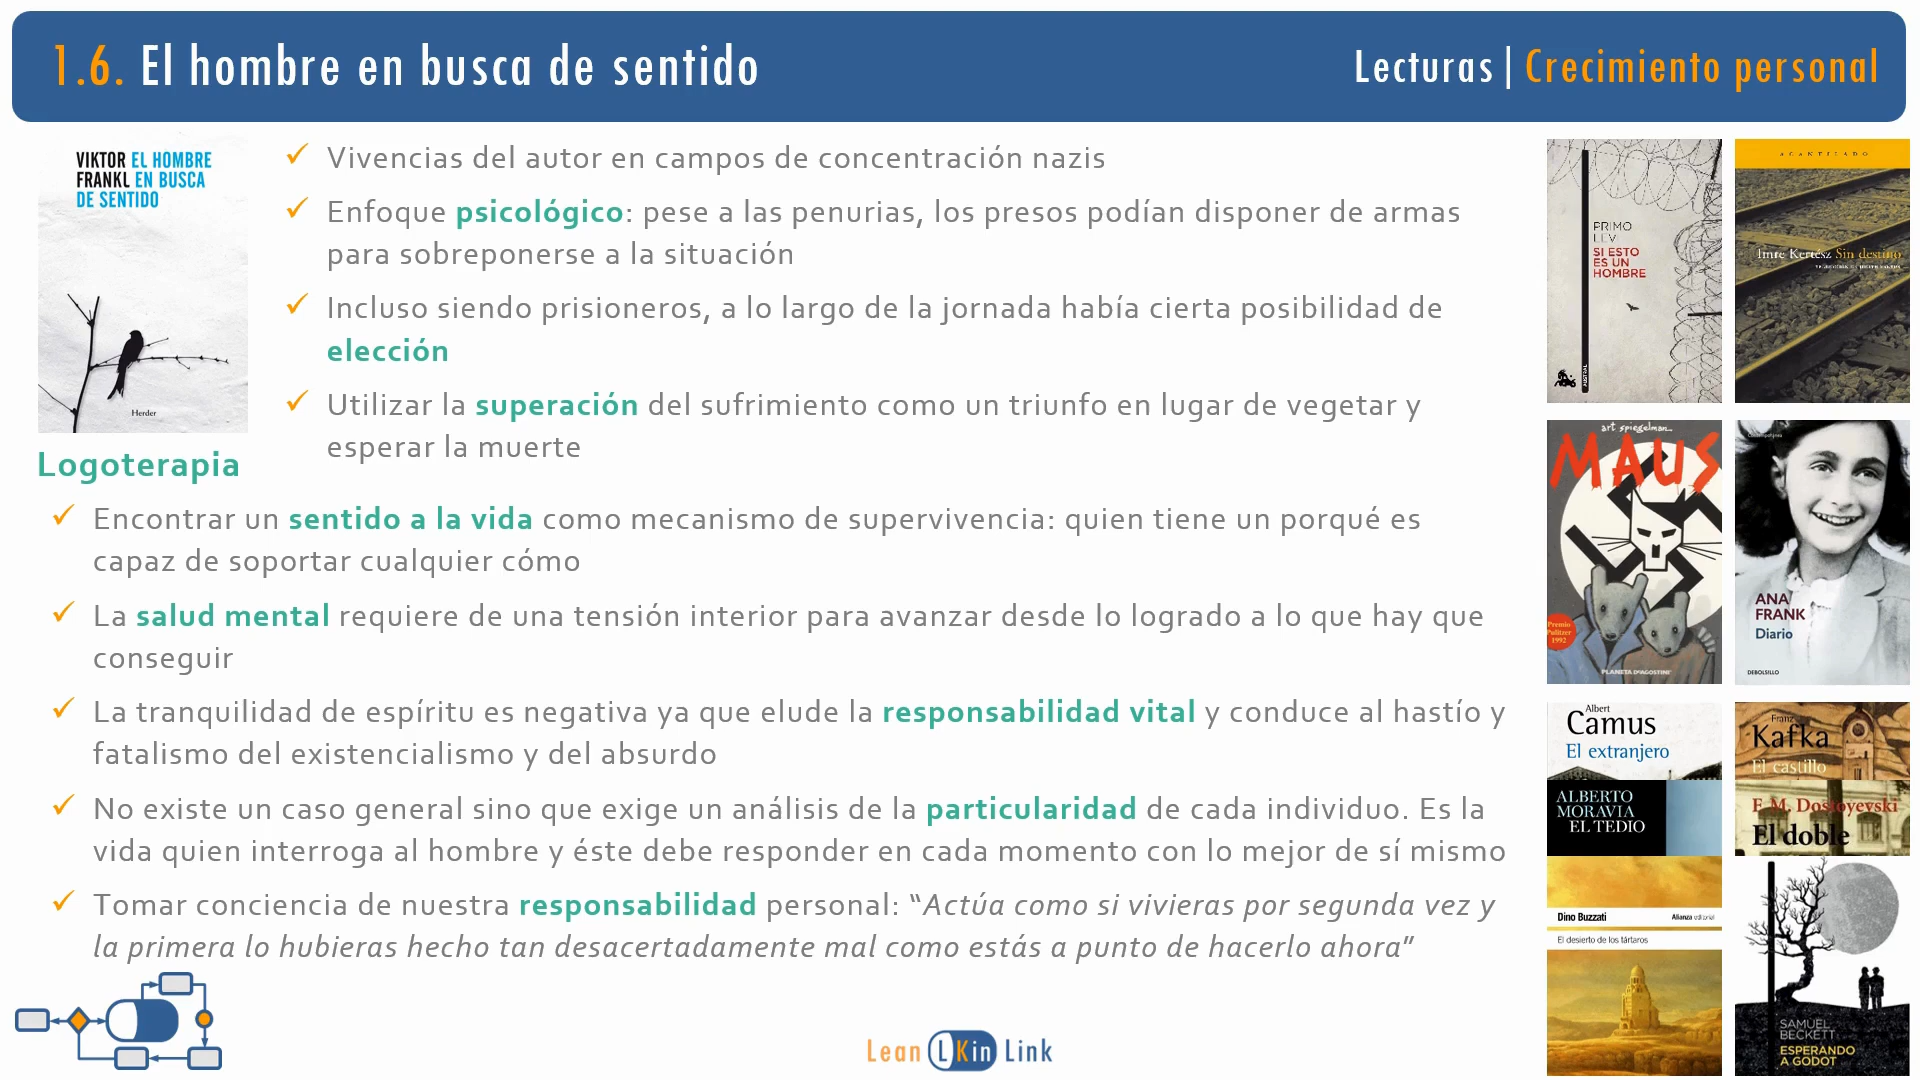 1.6. El hombre en busca de sentido
Lecturas | Crecimiento personal
VIKTOR EL HOMBRE
FRANKL EN BUSCA
DE SENTIDO
Herder
Vivencias del autor en campos de concentración nazis
Enfoque psicológico: pese a las penurias, los presos podían disponer de armas
para sobreponerse a la situación
Incluso siendo prisioneros, a lo largo de la jornada había cierta posibilidad de
elección
Utilizar la superación del sufrimiento como un triunfo en lugar de vegetar y
esperar la muerte
Logoterapia
Encontrar un sentido a la vida como mecanismo de supervivencia: quien tiene un porqué es
capaz de soportar cualquier cómo
La salud mental requiere de una tensión interior para avanzar desde lo logrado a lo que hay que
conseguir
La tranquilidad de espíritu es negativa ya que elude la responsabilidad vital y conduce al hastío y
fatalismo del existencialismo y del absurdo
No existe un caso general sino que exige un análisis de la particularidad de cada individuo. Es la
vida quien interroga al hombre y éste debe responder en cada momento con lo mejor de sí mismo
Tomar conciencia de nuestra responsabilidad personal: “Actúa como si vivieras por segunda vez y
la primera lo hubieras hecho tan desacertadamente mal como estás a punto de hacerlo ahora”
PRIMO
LEVI
SI ESTO
ES UN
HOMBRE
AUSTRAL
ACANTILADO
Imre Kertész Sin destino
art spiegelman
MAUS
Premio
Pulitzer
1992
PLANETA DeAGOSTINI
ANA
FRANK
Diario
DEBOLSILLO
Albert
Camus
El extranjero
Franz
Kafka
El castillo
ALBERTO
MORAVIA
EL TEDIO
F. M. Dostoyevski
El doble
Dino Buzzati
Alianza editorial
El desierto de los tártaros
SAMUEL
BECKETT
ESPERANDO
A GODOT
Lean LKin Link